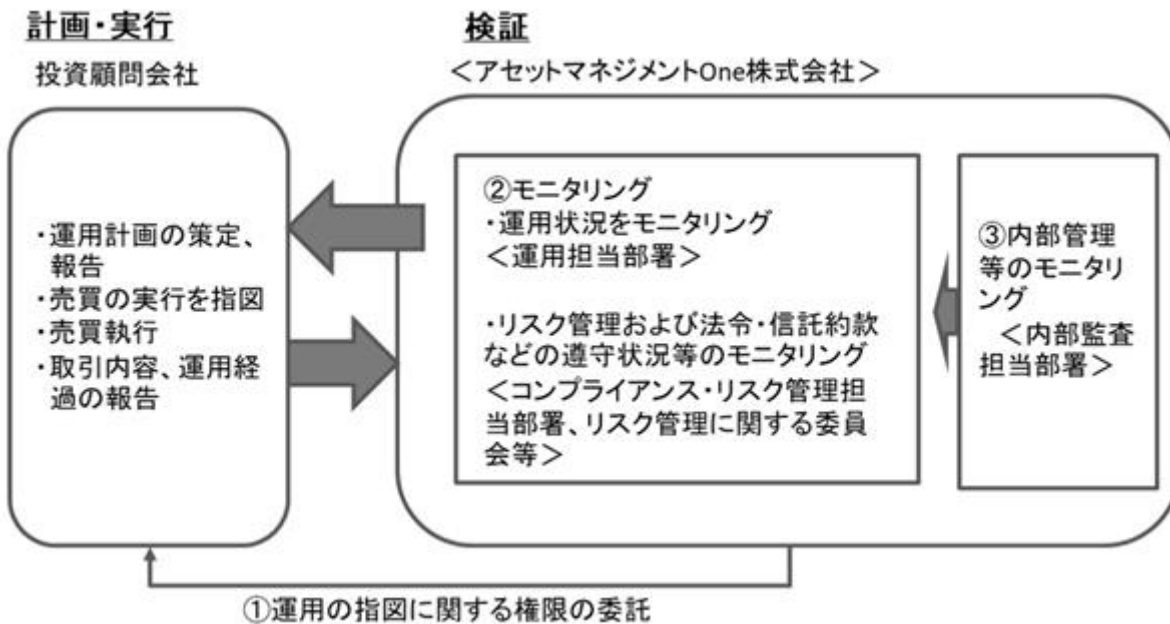 計画・実行
投資顧問会社
・運用計画の策定、
報告
・売買の実行を指図
・売買執行
・取引内容、運用経
過の報告
検証
＜アセットマネジメントOne株式会社＞
②モニタリング
・運用状況をモニタリング
＜運用担当部署＞
・リスク管理および法令・信託約款
などの遵守状況等のモニタリング
＜コンプライアンス・リスク管理担
当部署、リスク管理に関する委員
会等＞
③内部管理
等のモニタリ
ング
＜内部監査
担当部署＞
①運用の指図に関する権限の委託